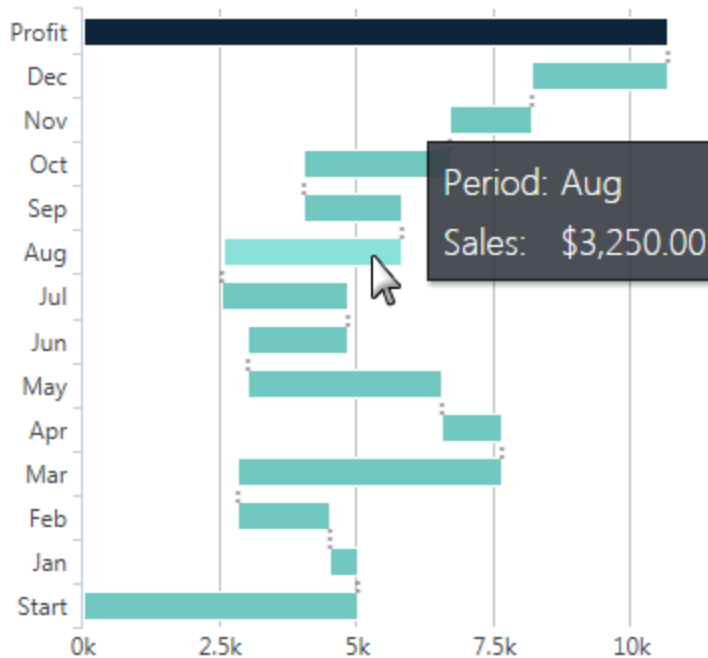 Profit
Dec
Nov
Oct
Sep
Aug
Jul
Jun
May
Apr
Mar
Feb
Jan
Start
0k 2.5k 5k 7.5k 10k
Period: Aug
Sales: $3,250.00